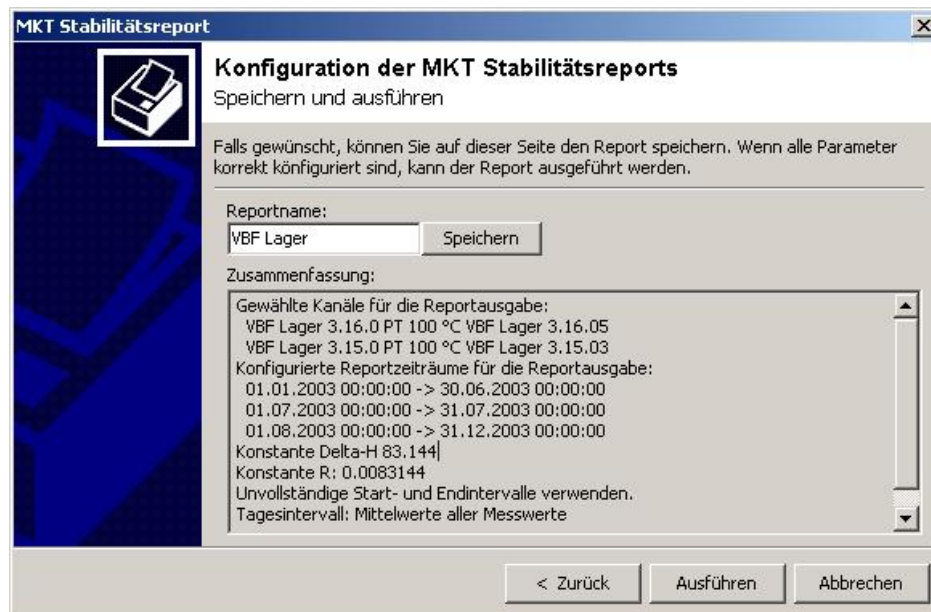 MKT Stabilitätsreport
Konfiguration der MKT Stabilitätsreports
Speichern und ausführen
Falls gewünscht, können Sie auf dieser Seite den Report speichern. Wenn alle Parameter
korrekt könfiguriert sind, kann der Report ausgeführt werden.
Reportname:
VBF Lager
Speichern
Zusammenfassung:
Gewählte Kanäle für die Reportausgabe:
VBF Lager 3.16.0 PT 100 °C VBF Lager 3.16.05
VBF Lager 3.15.0 PT 100 °C VBF Lager 3.15.03
Konfigurierte Reportzeiträume für die Reportausgabe:
01.01.2003 00:00:00 -> 30.06.2003 00:00:00
01.07.2003 00:00:00 -> 31.07.2003 00:00:00
01.08.2003 00:00:00 -> 31.12.2003 00:00:00
Konstante Delta-H 83.144
Konstante R: 0.0083144
Unvollständige Start- und Endintervalle verwenden.
Tagesintervall: Mittelwerte aller Messwerte
< Zurück
Ausführen
Abbrechen